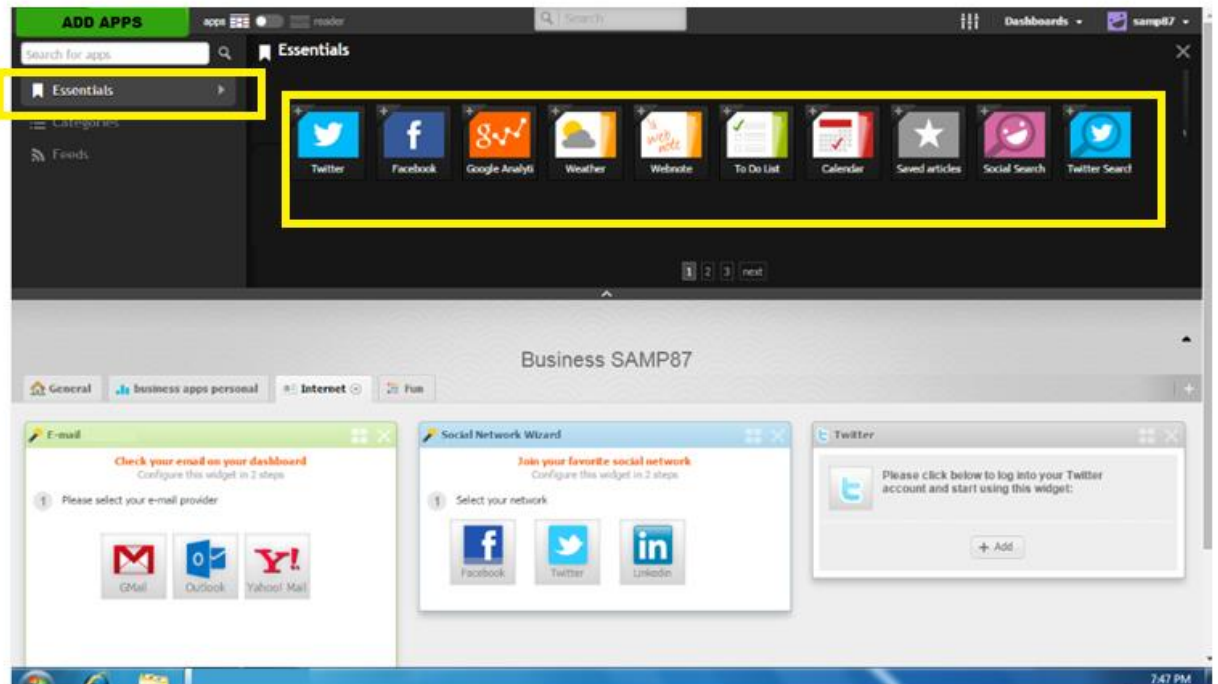 ADD APPS
apps
reader
Search
Dashboards
samp87
Search for apps
Essentials
Essentials
Categories
Feeds
Twitter
Facebook
Google Analyti
Weather
Webnote
web
note
To Do List
Calendar
Saved articles
Social Search
Twitter Search
1 2 3 next
Business SAMP87
General
business apps personal
Internet
Fun
E-mail
Check your email on your dashboard
Configure this widget in 2 steps
1 Please select your e-mail provider
GMail
Outlook
Yahoo! Mail
Social Network Wizard
Join your favorite social network
Configure this widget in 2 steps
1 Select your network
Facebook
Twitter
Linkedin
Twitter
Please click below to log into your Twitter
account and start using this widget:
+ Add
7:47 PM